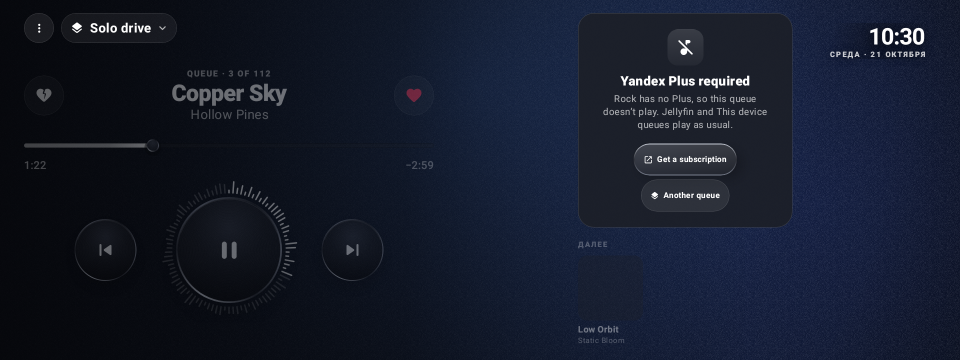 Solo drive
QUEUE · 3 OF 112
Copper Sky
Hollow Pines
1:22
−2:59
Yandex Plus required
Rock has no Plus, so this queue
doesn't play. Jellyfin and This device
queues play as usual.
Get a subscription
Another queue
ДАЛЕЕ
Low Orbit
Static Bloom
10:30
СРЕДА · 21 ОКТЯБРЯ